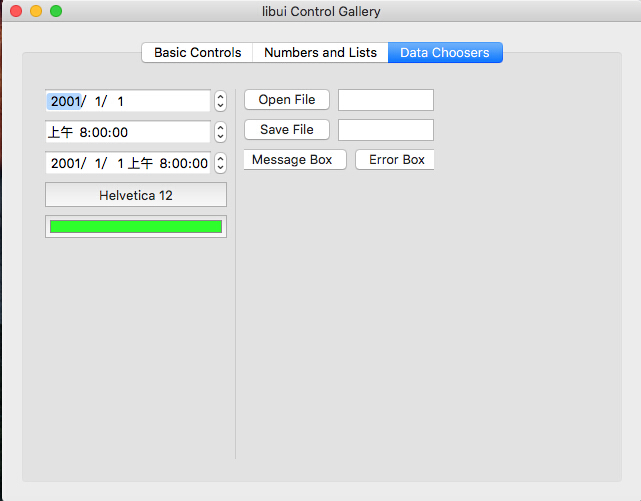 libui Control Gallery
Basic Controls Numbers and Lists Data Choosers
2001/ 1/ 1
上午 8:00:00
2001/ 1/ 1 上午 8:00:00
Helvetica 12
Open File
Save File
Message Box Error Box